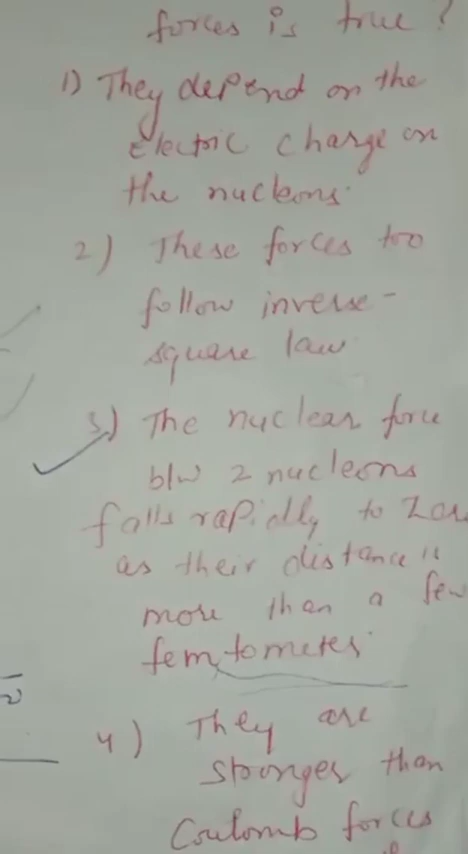 forces is true ?
1) They depend on the
electric charge on
the nucleons.
2) These forces too
follow inverse-
square law
3) The nuclear force
b/w 2 nucleons
falls rapidly to
as their distance is
more than a few
femtometes
4) They are
stronger than
Coulomb forces